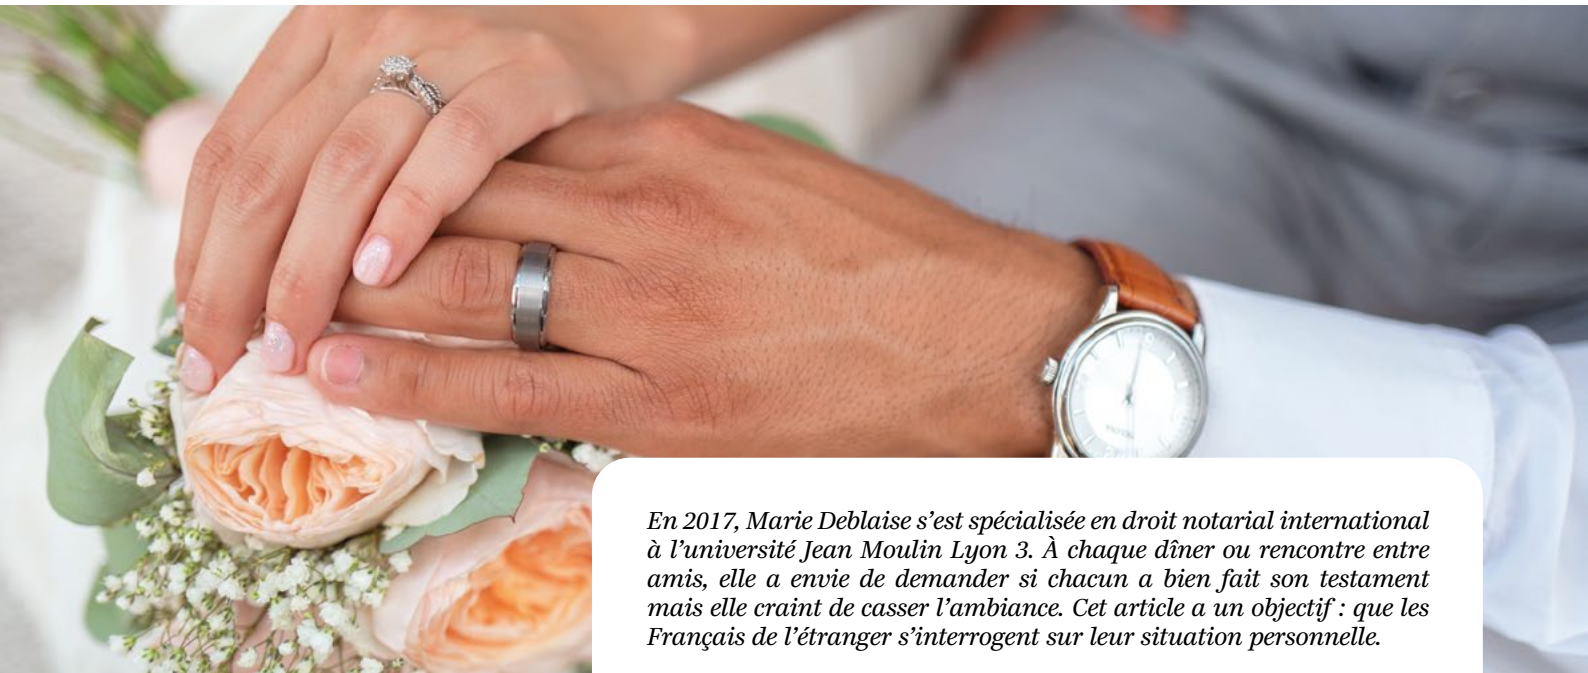 En 2017, Marie Deblaise s’est spécialisée en droit notarial international
à l’université Jean Moulin Lyon 3. À chaque dîner ou rencontre entre
amis, elle a envie de demander si chacun a bien fait son testament
mais elle craint de casser l’ambiance. Cet article a un objectif : que les
Français de l’étranger s’interrogent sur leur situation personnelle.